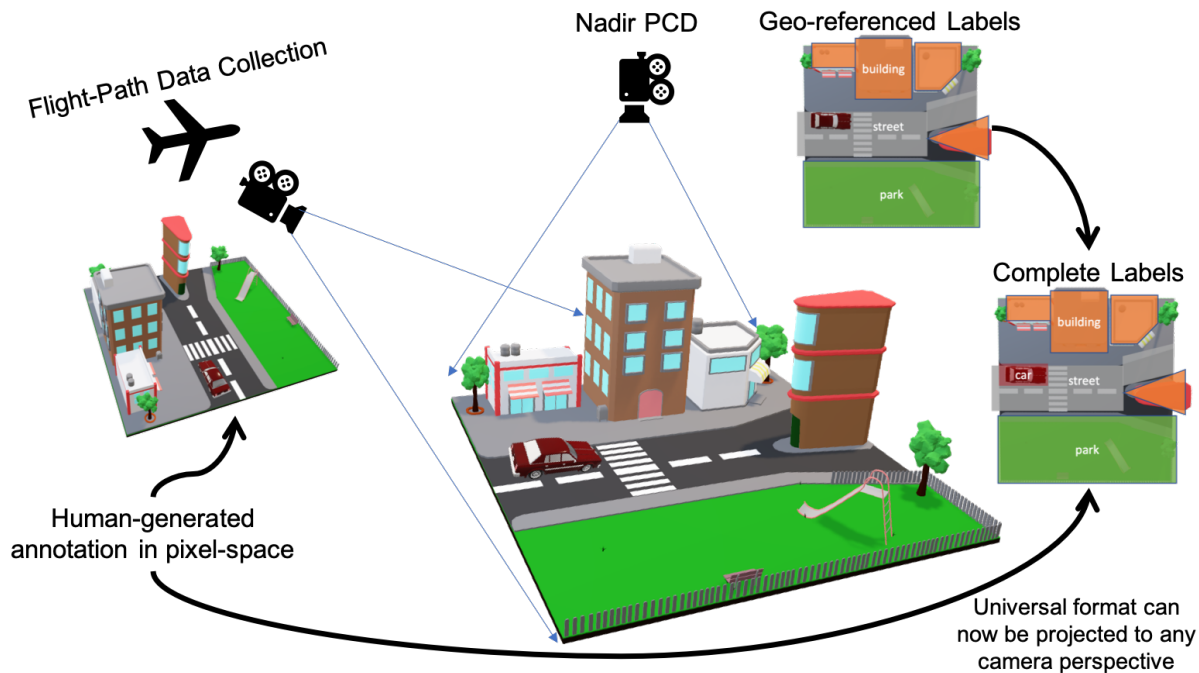 Flight-Path Data Collection
Nadir PCD
Geo-referenced Labels
building
street
park
Complete Labels
building
car
street
park
Human-generated
annotation in pixel-space
Universal format can
now be projected to any
camera perspective